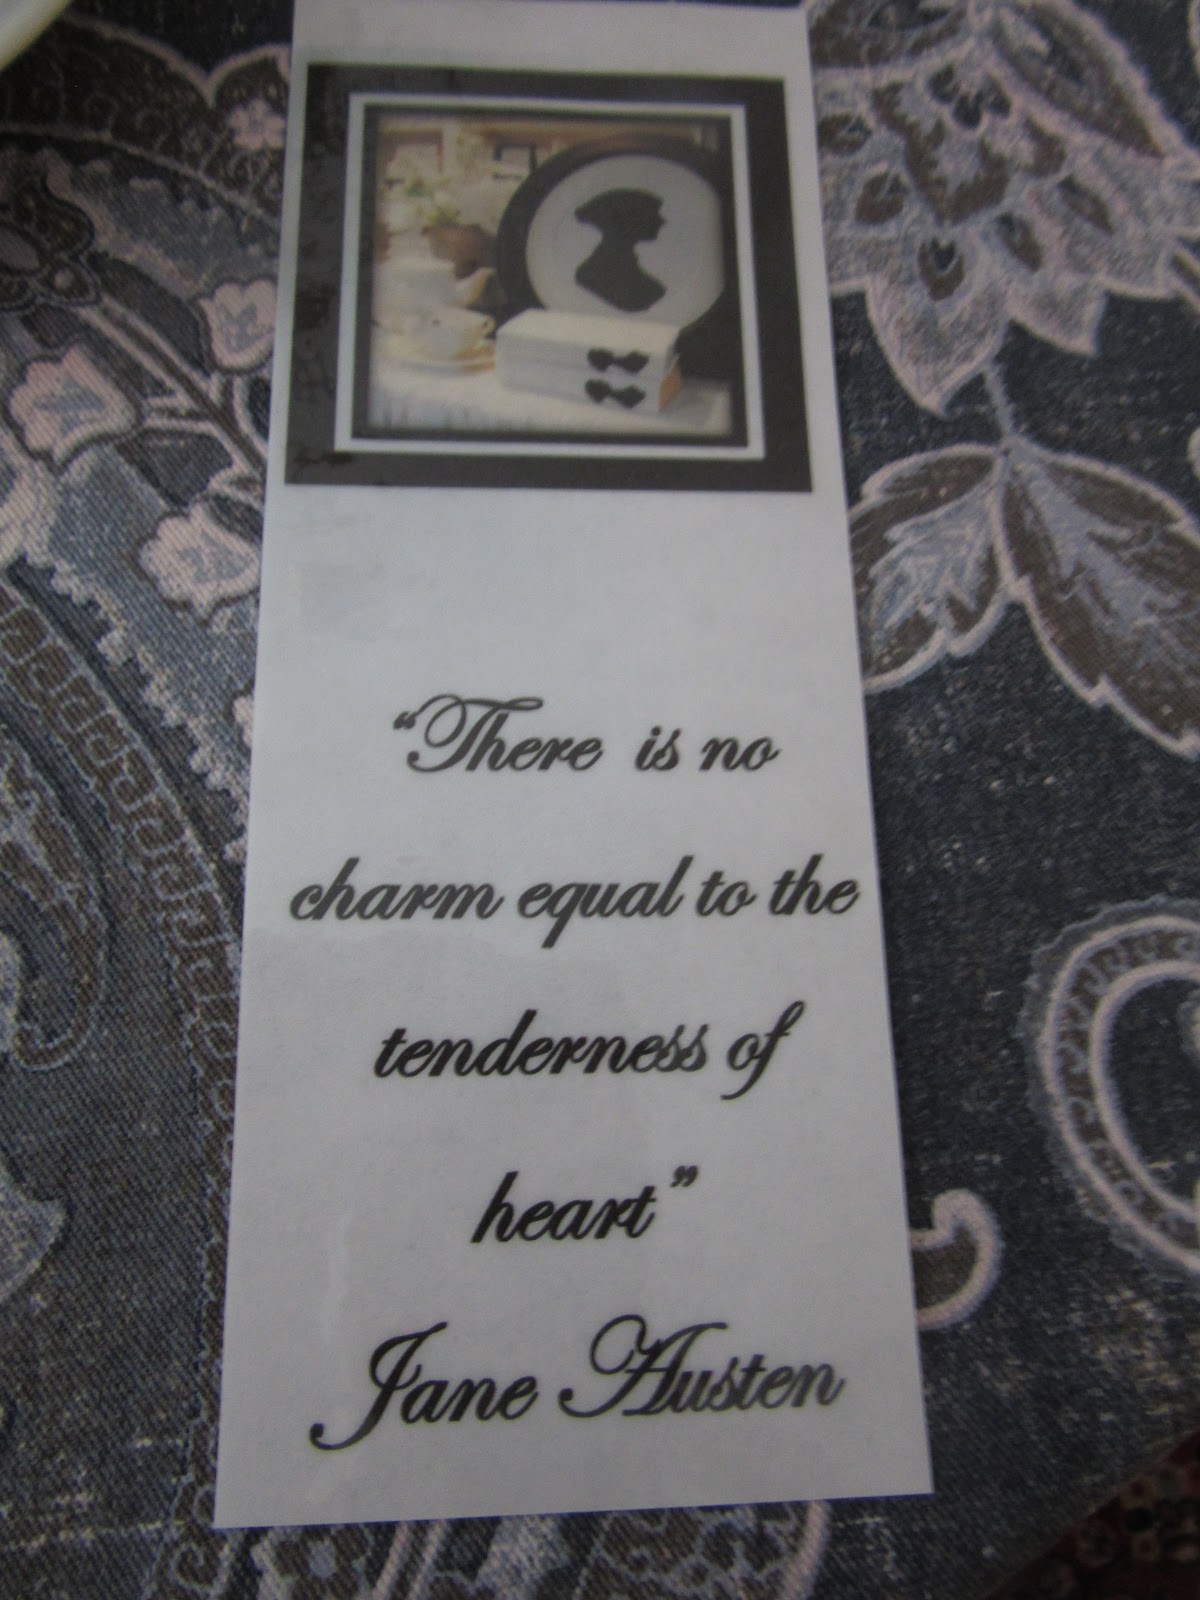 “There is no
charm equal to the
tenderness of
heart”
Jane Austen